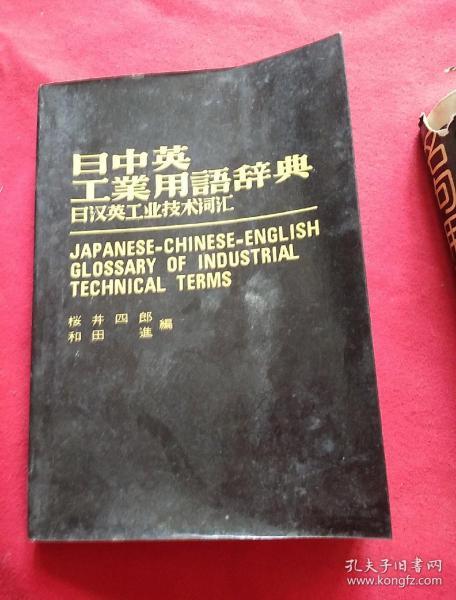 日中英
工業用語辞典
日汉英工业技术词汇
JAPANESE-CHINESE-ENGLISH
GLOSSARY OF INDUSTRIAL
TECHNICAL TERMS
桜井四郎
和田進 編
孔夫子旧书网
www.kongfz.com